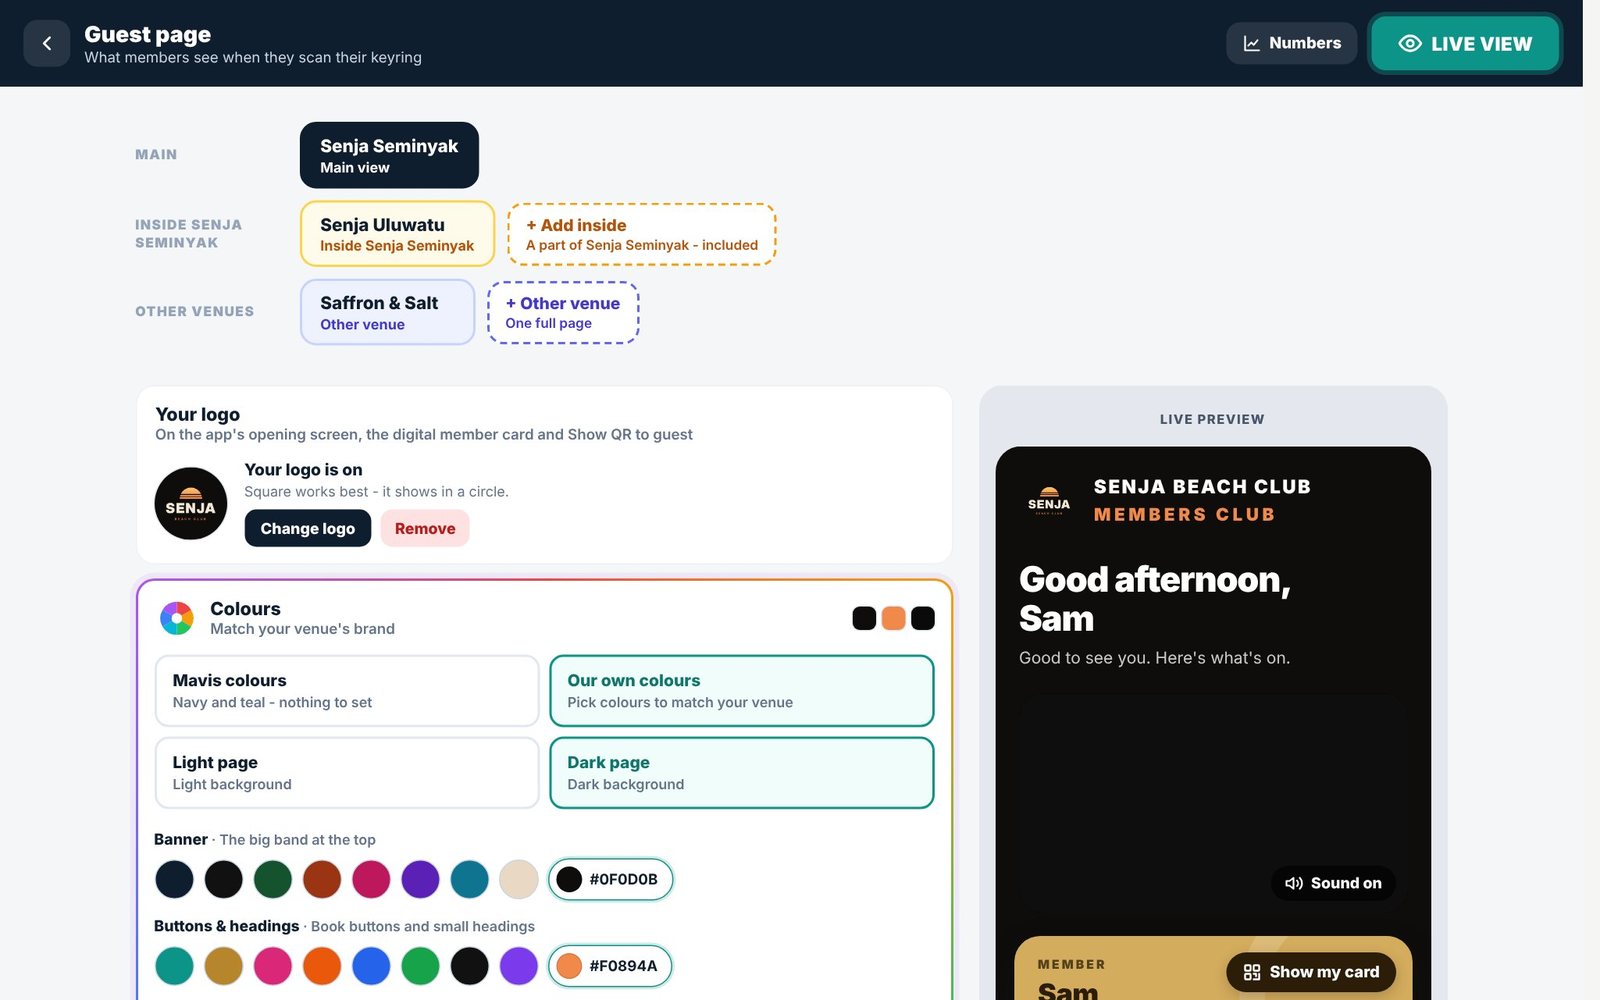 Guest page
What members see when they scan their keyring
Numbers
LIVE VIEW
MAIN
Senja Seminyak
Main view
INSIDE SENJA
SEMINYAK
Senja Uluwatu
Inside Senja Seminyak
+ Add inside
A part of Senja Seminyak - included
OTHER VENUES
Saffron & Salt
Other venue
+ Other venue
One full page
Your logo
On the app's opening screen, the digital member card and Show QR to guest
SENJA
BEACH CLUB
Your logo is on
Square works best - it shows in a circle.
Change logo
Remove
Colours
Match your venue's brand
Mavis colours
Navy and teal - nothing to set
Our own colours
Pick colours to match your venue
Light page
Light background
Dark page
Dark background
Banner · The big band at the top
#0F0D0B
Buttons & headings · Book buttons and small headings
#F0894A
LIVE PREVIEW
SENJA
BEACH CLUB
SENJA BEACH CLUB
MEMBERS CLUB
Good afternoon,
Sam
Good to see you. Here's what's on.
Sound on
MEMBER
Sam
Show my card